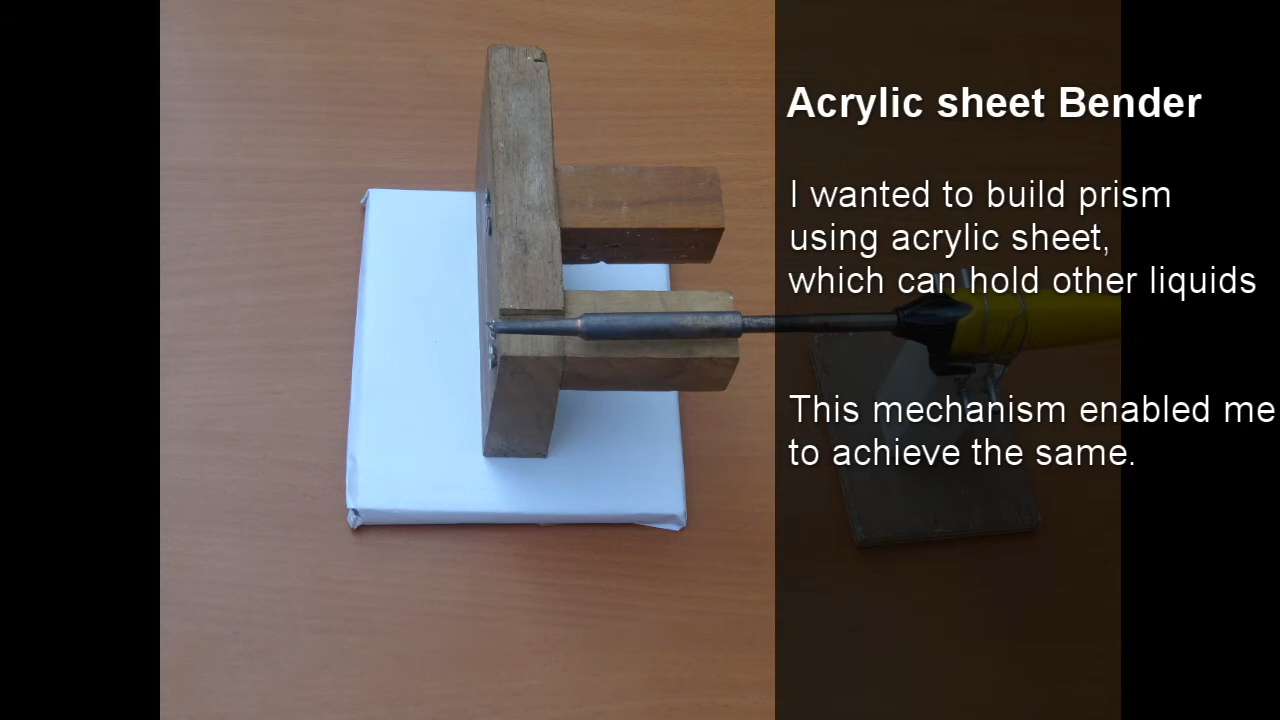 Acrylic sheet Bender
I wanted to build prism
using acrylic sheet,
which can hold other liquids
This mechanism enabled me
to achieve the same.